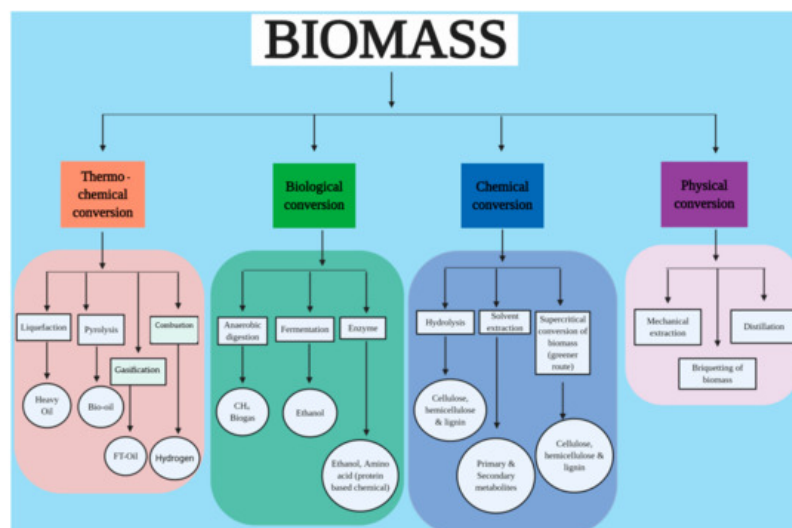 BIOMASS
Thermo -
chemical
conversion
Biological
conversion
Chemical
conversion
Physical
conversion
Liquefaction
Pyrolysis
Gasification
Combustion
Heavy
Oil
Bio-oil
FT-Oil
Hydrogen
Anaerobic
digestion
Fermentation
Enzyme
CH₄
Biogas
Ethanol
Ethanol, Amino
acid (protein
based chemical)
Hydrolysis
Solvent
extraction
Supercritical
conversion of
biomass
(greener
route)
Cellulose,
hemicellulose
& lignin
Primary &
Secondary
metabolites
Cellulose,
hemicellulose &
lignin
Mechanical
extraction
Briquetting of
biomass
Distillation